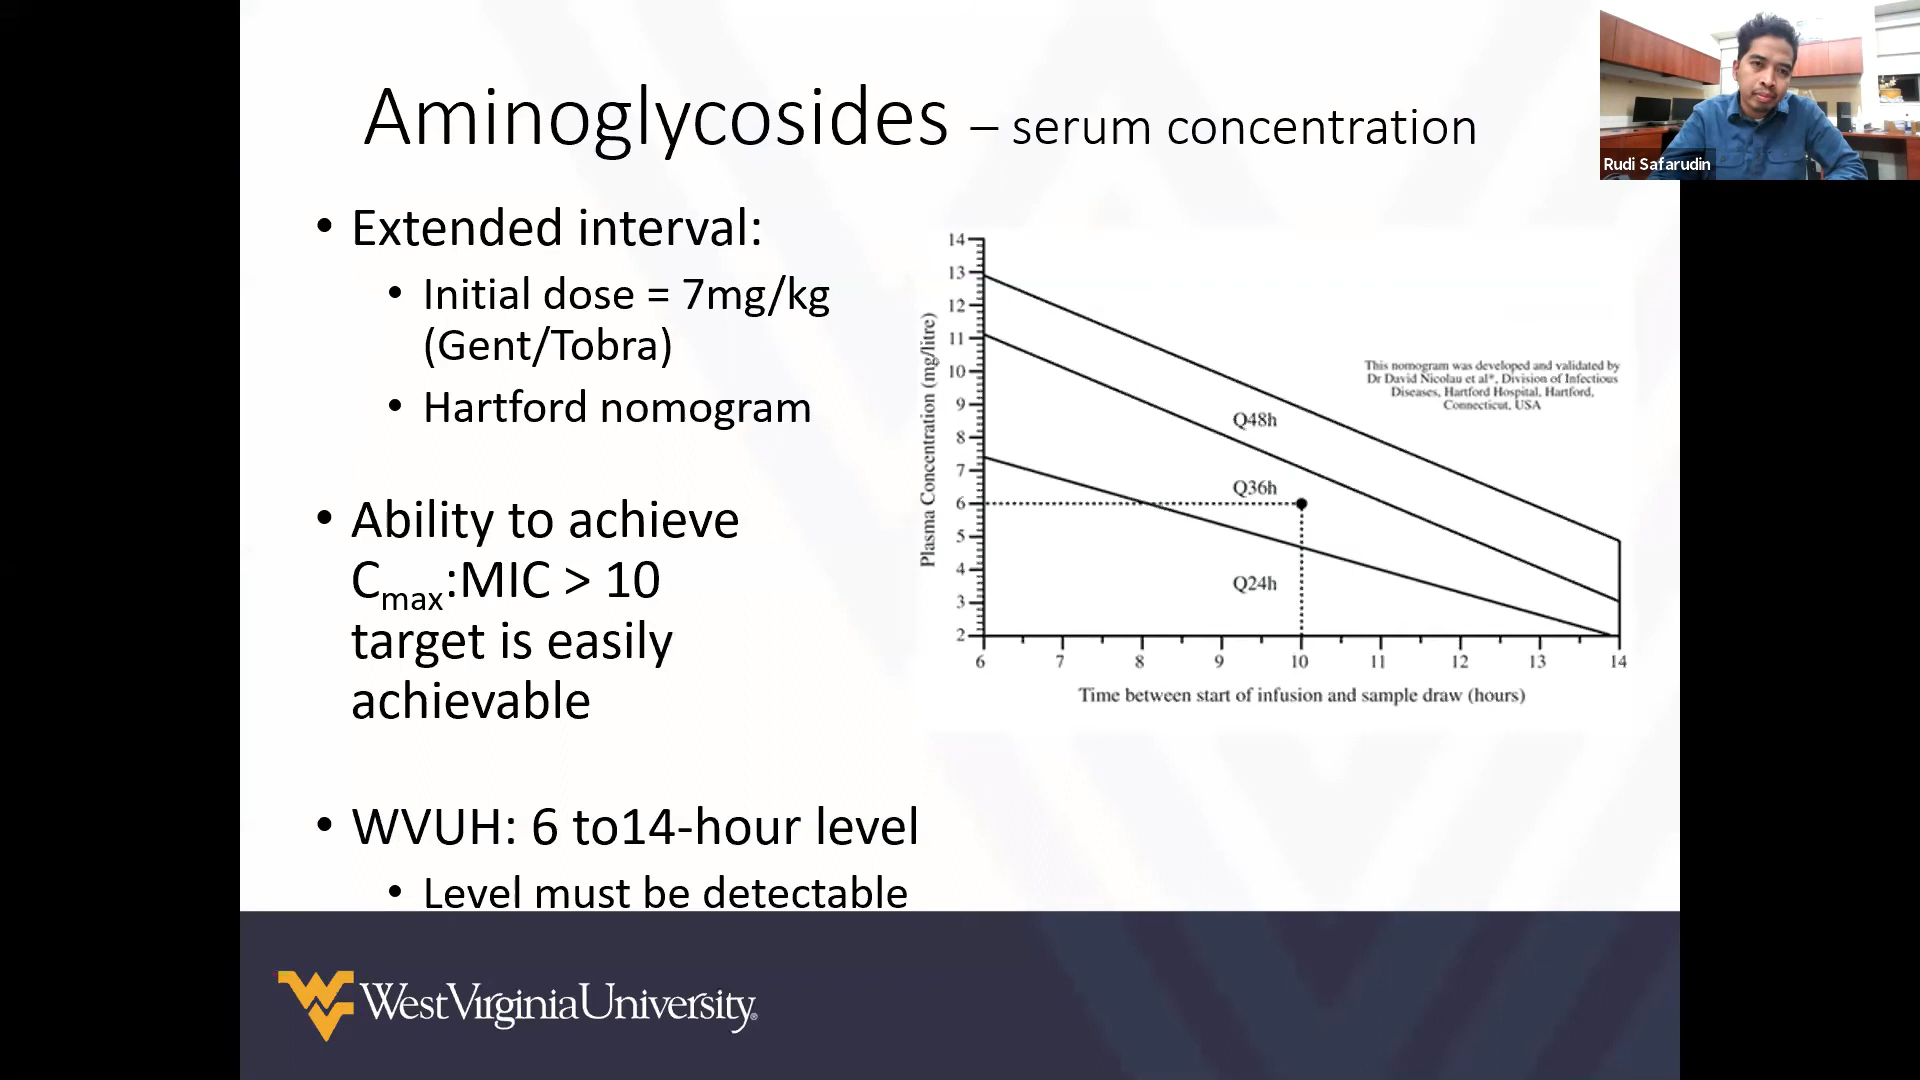 Aminoglycosides – serum concentration
Rudi Safarudin
• Extended interval:
• Initial dose = 7mg/kg
(Gent/Tobra)
• Hartford nomogram
• Ability to achieve
Cmax:MIC > 10
target is easily
achievable
• WVUH: 6 to14-hour level
• Level must be detectable
Plasma Concentration (mg/litre)
14
13
12
11
10
9
8
7
6
5
4
3
2
This nomogram was developed and validated by
Dr David Nicolau et al*, Division of Infectious
Diseases, Hartford Hospital, Hartford,
Connecticut, USA
Q48h
Q36h
Q24h
6 7 8 9 10 11 12 13 14
Time between start of infusion and sample draw (hours)
WestVirginiaUniversity®